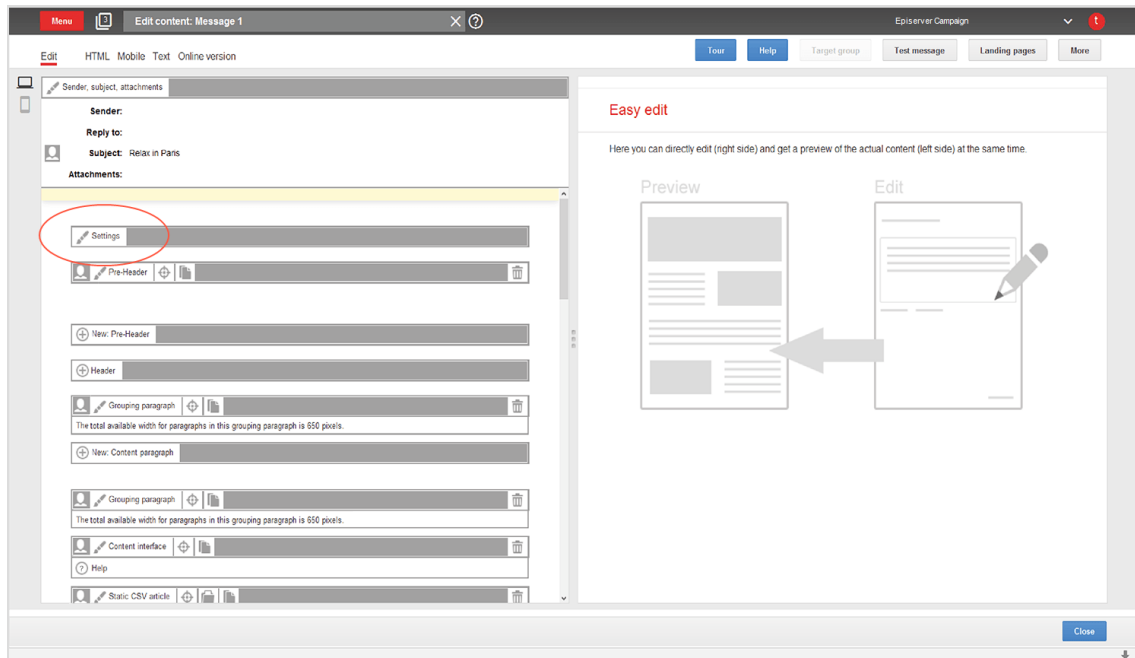 Menu 3 Edit content: Message 1 ? Episerver Campaign t
Edit HTML Mobile Text Online version Tour Help Target group Test message Landing pages More
Sender, subject, attachments
Sender:
Reply to:
Subject: Relax in Paris
Attachments:
Settings
Pre-Header
New: Pre-Header
Header
Grouping paragraph
The total available width for paragraphs in this grouping paragraph is 650 pixels.
New: Content paragraph
Grouping paragraph
The total available width for paragraphs in this grouping paragraph is 650 pixels.
Content interface
? Help
Static CSV article
Easy edit
Here you can directly edit (right side) and get a preview of the actual content (left side) at the same time.
Preview Edit
Close